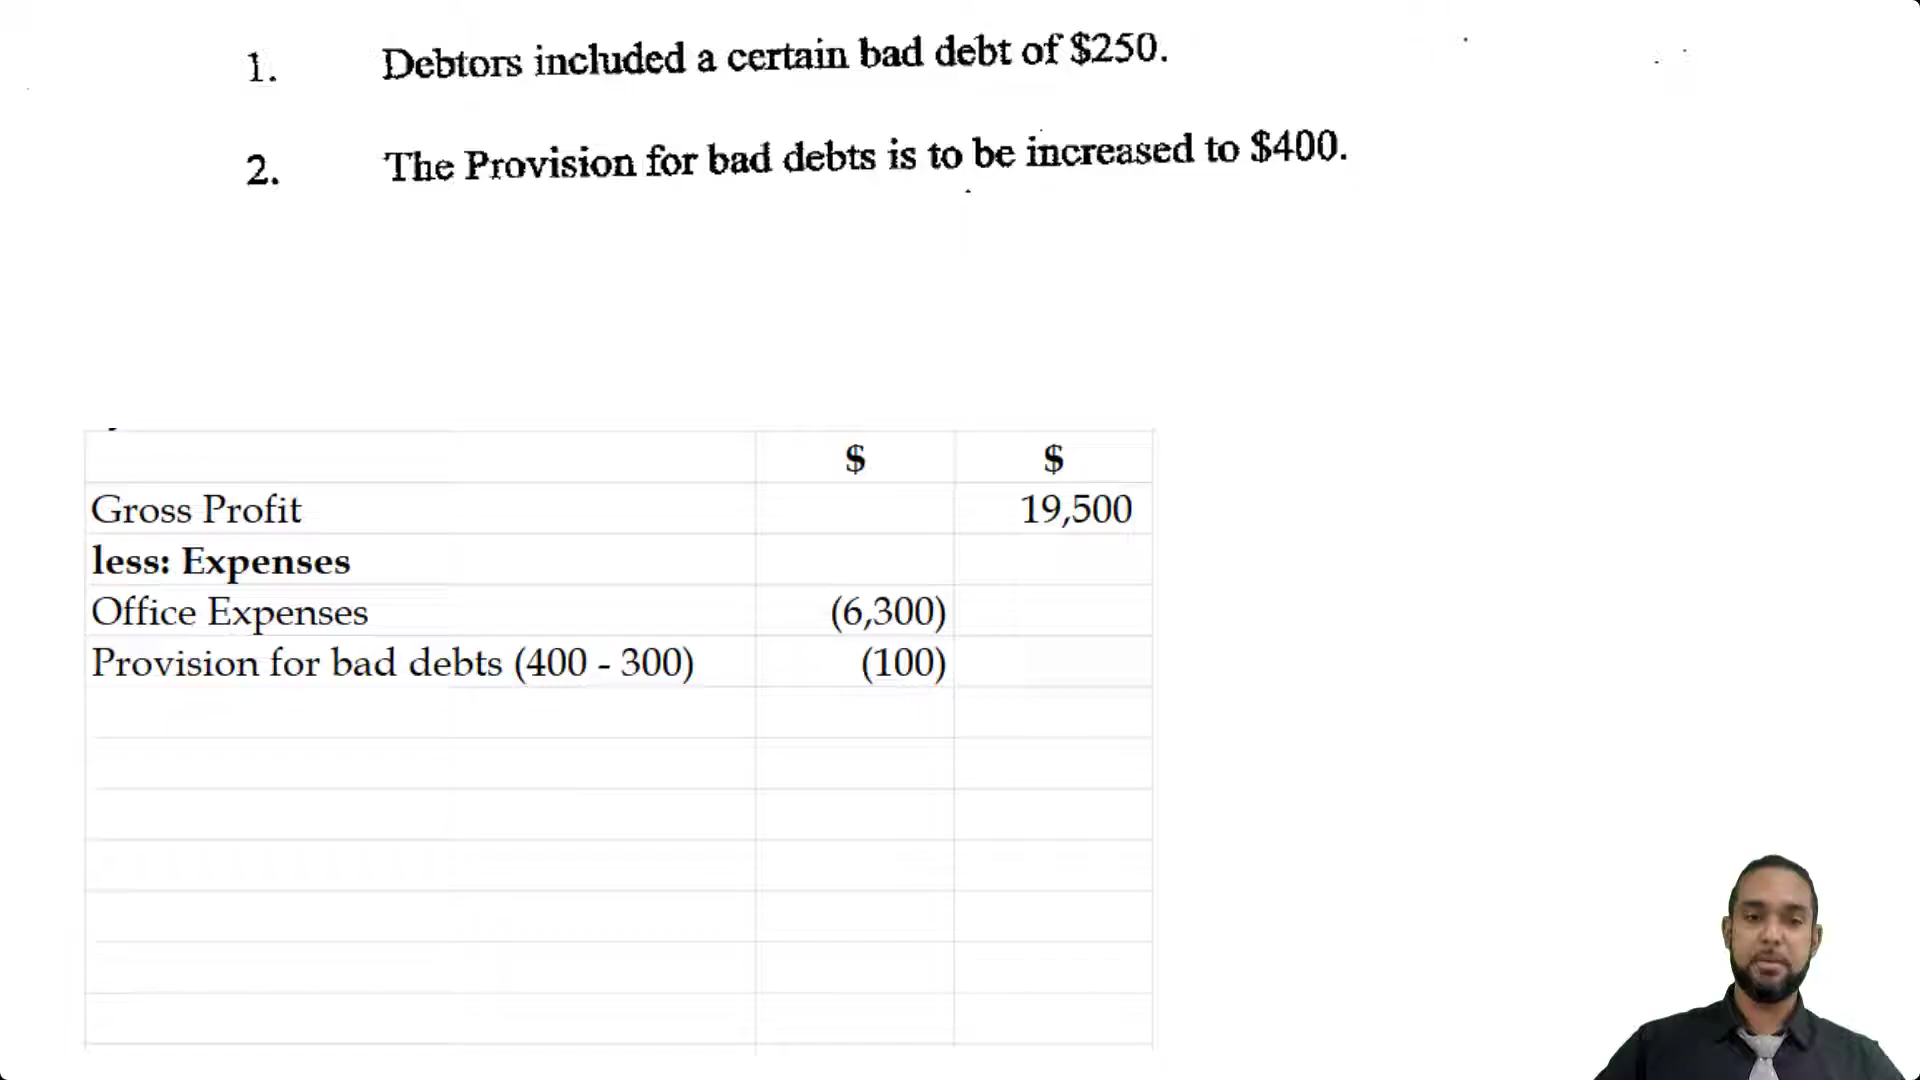 1. Debtors included a certain bad debt of $250.
2. The Provision for bad debts is to be increased to $400.
$ $
Gross Profit 19,500
less: Expenses
Office Expenses (6,300)
Provision for bad debts (400 - 300) (100)